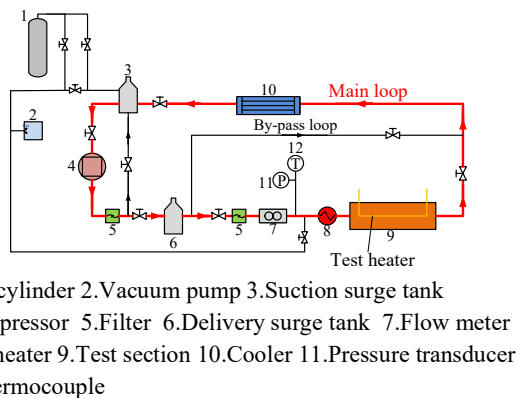 1
3
10
Main loop
2
By-pass loop
12
T
4
11 P
5
6
5
7
8
9
Test heater
cylinder 2.Vacuum pump 3.Suction surge tank
pressor 5.Filter 6.Delivery surge tank 7.Flow meter
heater 9.Test section 10.Cooler 11.Pressure transducer
ermocouple